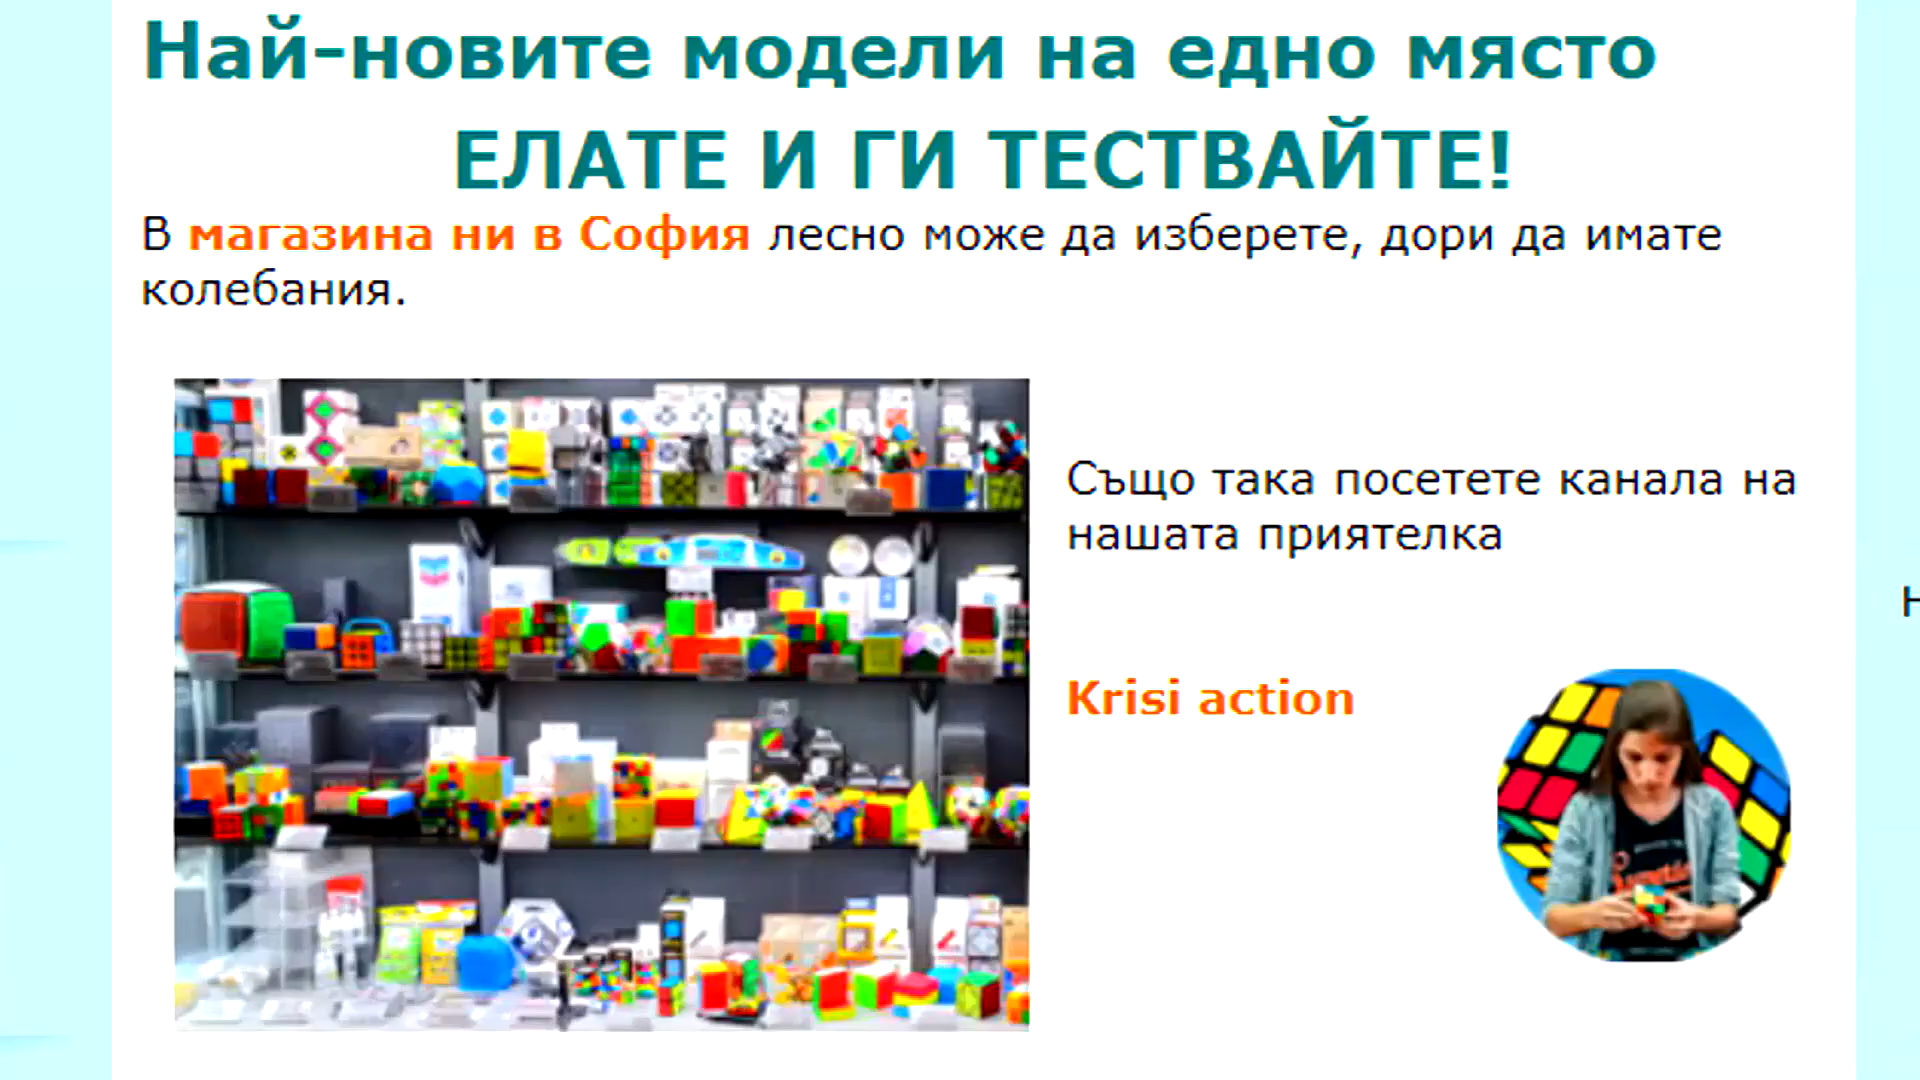 Най-новите модели на едно място
ЕЛАТЕ И ГИ ТЕСТВАЙТЕ!
В магазина ни в София лесно може да изберете, дори да имате
колебания.
Също така посетете канала на
нашата приятелка
Krisi action